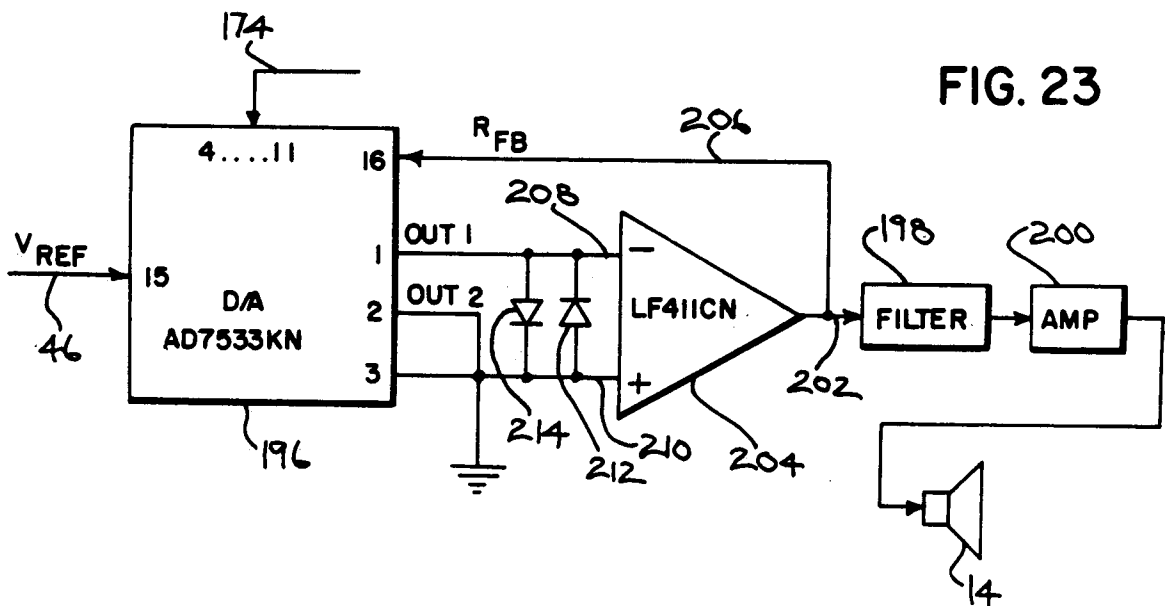 174
FIG. 23
4....11
16
R FB
206
208
198
200
V REF
15
1
OUT 1
−
D/A
AD7533KN
2
OUT 2
LF411CN
FILTER
AMP
46
3
+
202
196
214
212
210
204
14